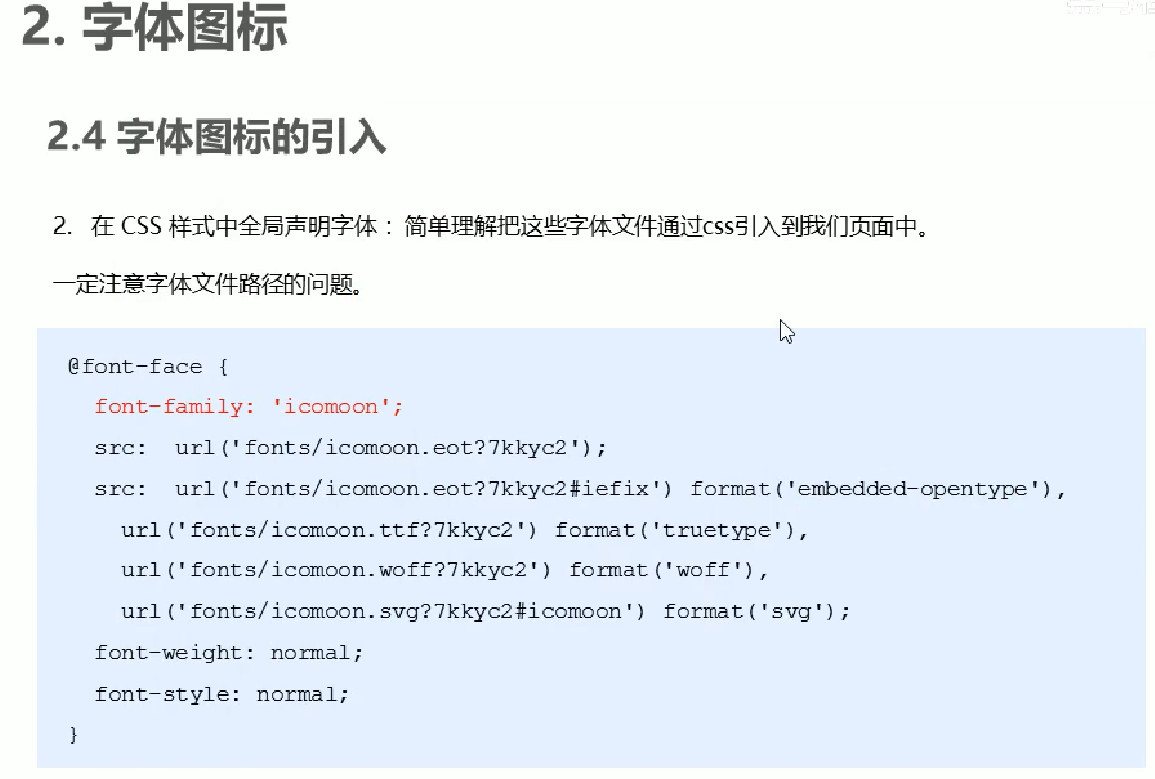 2. 字体图标
2.4 字体图标的引入
2. 在 CSS 样式中全局声明字体： 简单理解把这些字体文件通过css引入到我们页面中。
一定注意字体文件路径的问题。
@font-face {
font-family: 'icomoon';
src: url('fonts/icomoon.eot?7kkyc2');
src: url('fonts/icomoon.eot?7kkyc2#iefix') format('embedded-opentype'),
url('fonts/icomoon.ttf?7kkyc2') format('truetype'),
url('fonts/icomoon.woff?7kkyc2') format('woff'),
url('fonts/icomoon.svg?7kkyc2#icomoon') format('svg');
font-weight: normal;
font-style: normal;
}